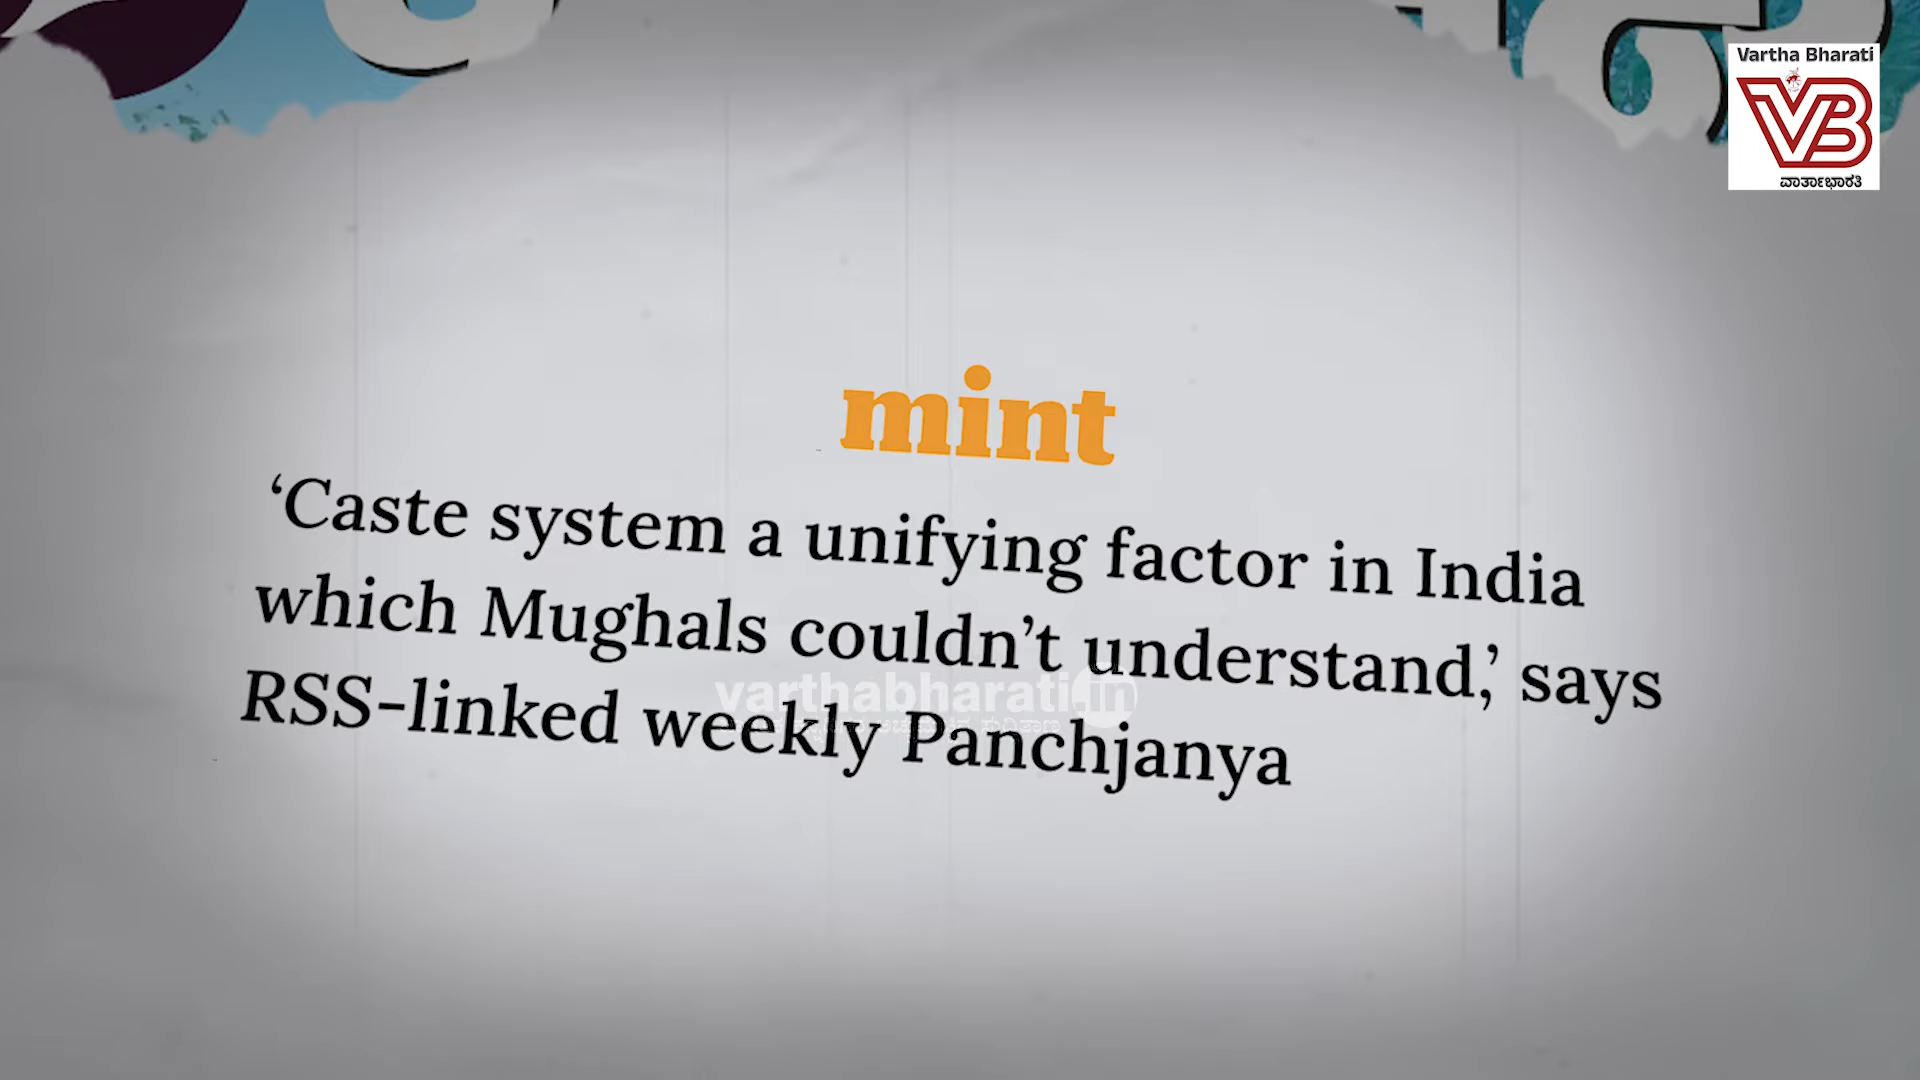 Vartha Bharati
VB
ವಾರ್ತಾಭಾರತಿ
mint
‘Caste system a unifying factor in India
which Mughals couldn’t understand,’ says
RSS-linked weekly Panchjanya
varthabharati.in